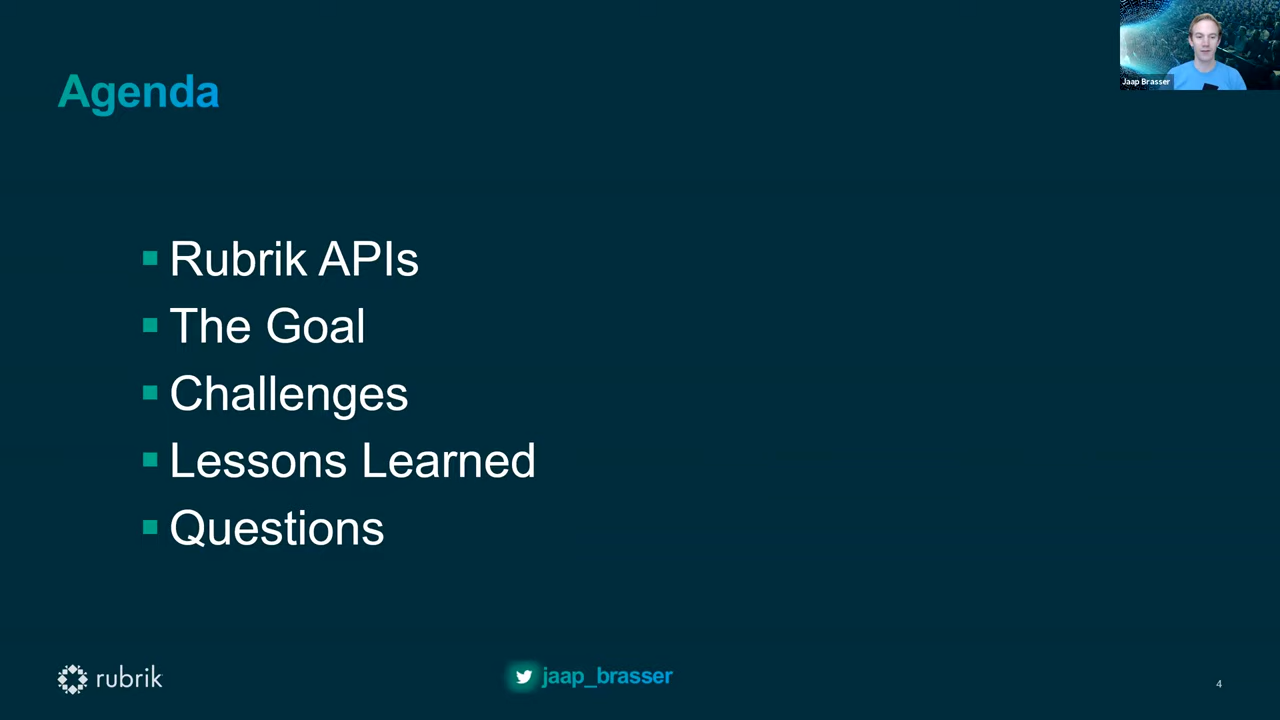 Agenda
Jaap Brasser
Rubrik APIs
The Goal
Challenges
Lessons Learned
Questions
rubrik
jaap_brasser
4